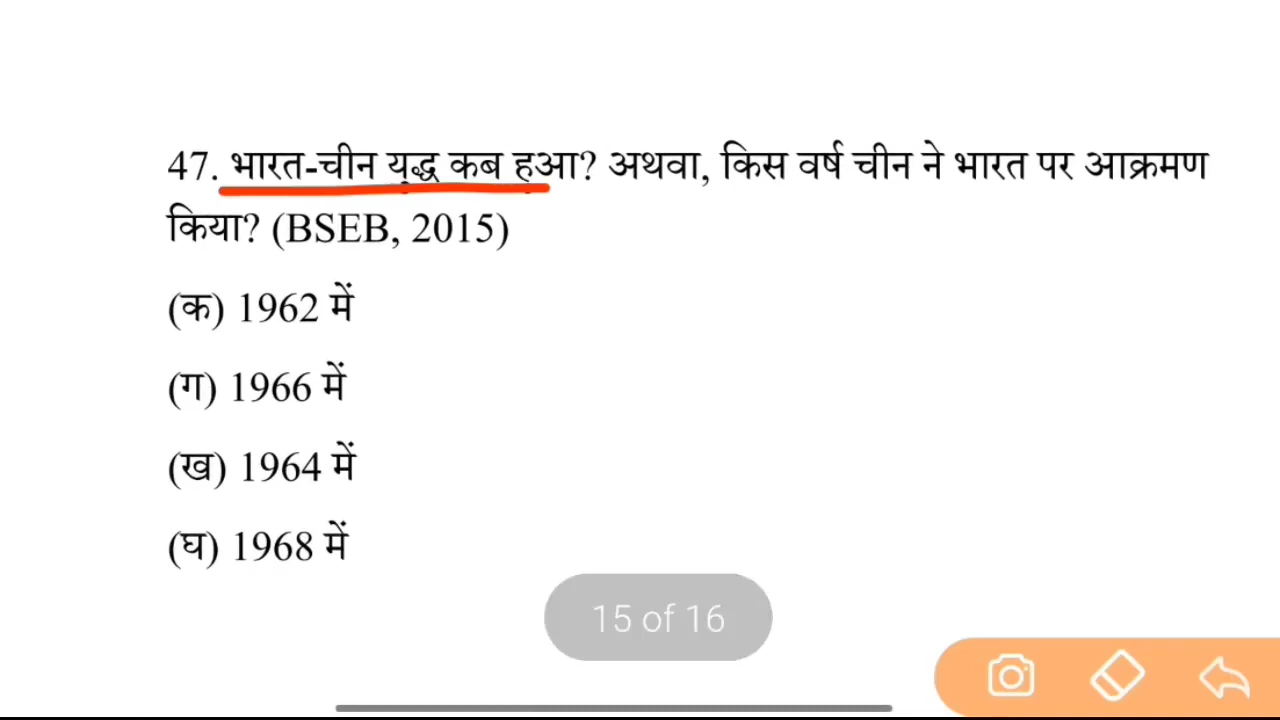 47. भारत-चीन युद्ध कब हुआ? अथवा, किस वर्ष चीन ने भारत पर आक्रमण
किया? (BSEB, 2015)
(क) 1962 में
(ग) 1966 में
(ख) 1964 में
(घ) 1968 में
15 of 16